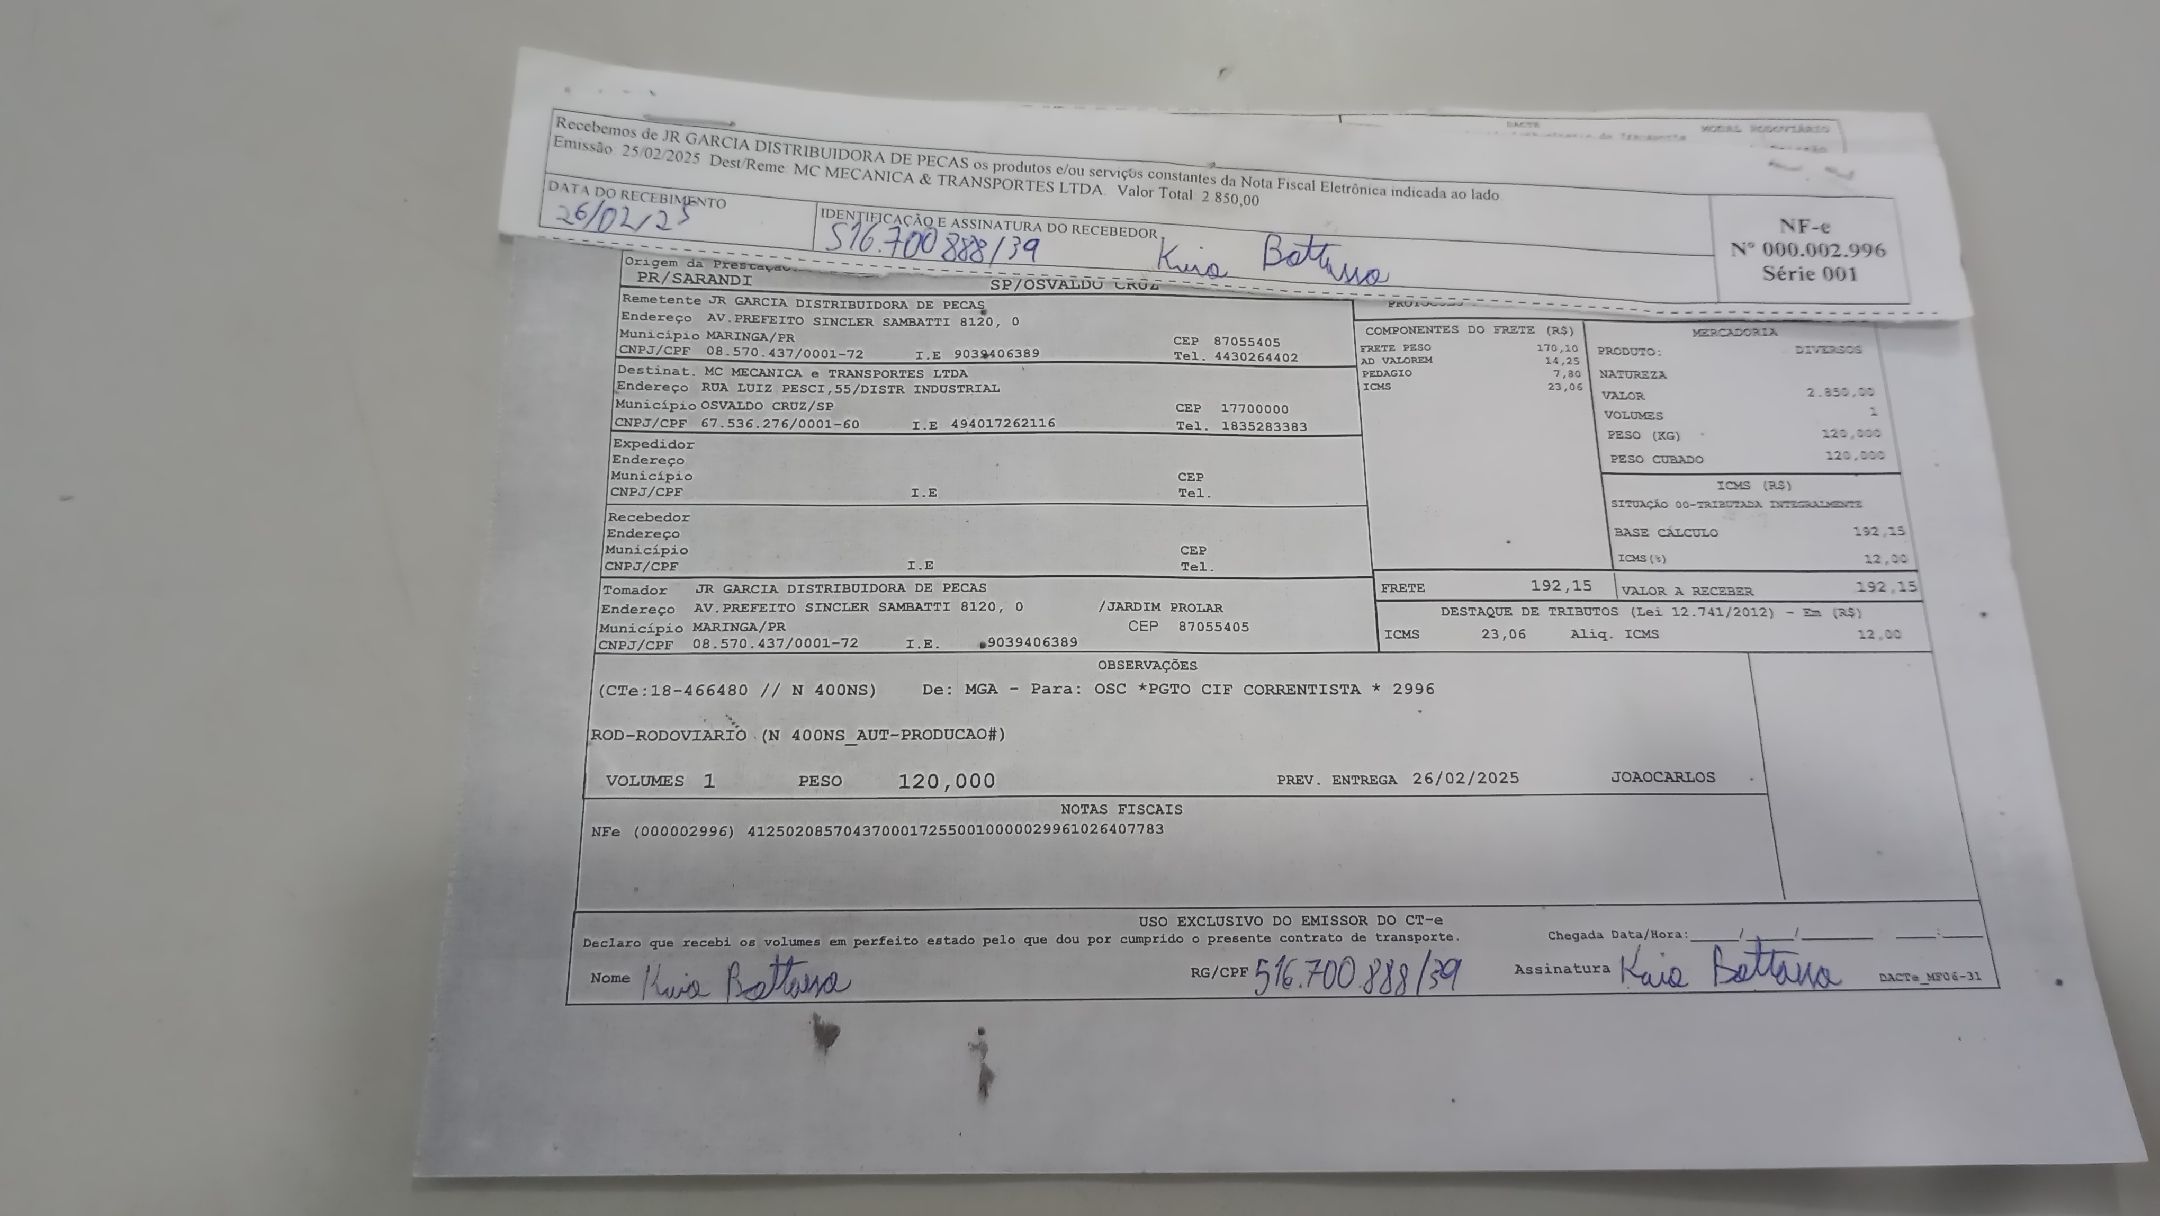 DACTE
MODAL RODOVIÁRIO
Recebemos de JR GARCIA DISTRIBUIDORA DE PECAS os produtos e/ou serviços constantes da Nota Fiscal Eletrônica indicada ao lado
Emissão 25/02/2025 Dest/Reme MC MECANICA & TRANSPORTES LTDA. Valor Total 2 850,00
DATA DO RECEBIMENTO
26/02/25
IDENTIFICAÇÃO E ASSINATURA DO RECEBEDOR
516.700 888/39
Battassa
NF-e
Nº 000.002.996
Série 001
Origem da Prestação
PR/SARANDI SP/OSVALDO CRUZ
Remetente JR GARCIA DISTRIBUIDORA DE PECAS
Endereço AV.PREFEITO SINCLER SAMBATTI 8120, 0
Município MARINGA/PR CEP 87055405
CNPJ/CPF 08.570.437/0001-72 I.E 9039406389 Tel. 4430264402
Destinat. MC MECANICA e TRANSPORTES LTDA
Endereço RUA LUIZ PESCI,55/DISTR INDUSTRIAL
Município OSVALDO CRUZ/SP CEP 17700000
CNPJ/CPF 67.536.276/0001-60 I.E 494017262116 Tel. 1835283383
Expedidor
Endereço
Município CEP
CNPJ/CPF I.E Tel.
Recebedor
Endereço
Município CEP
CNPJ/CPF I.E Tel.
Tomador JR GARCIA DISTRIBUIDORA DE PECAS
Endereço AV.PREFEITO SINCLER SAMBATTI 8120, 0 /JARDIM PROLAR
Município MARINGA/PR CEP 87055405
CNPJ/CPF 08.570.437/0001-72 I.E. 9039406389
PROTOCOLO
COMPONENTES DO FRETE (R$)
FRETE PESO 170,10
AD VALOREM 14,25
PEDAGIO 7,80
ICMS 23,06
MERCADORIA
PRODUTO: DIVERSOS
NATUREZA
VALOR 2.850,00
VOLUMES 1
PESO (KG) 120,000
PESO CUBADO 120,000
ICMS (R$)
SITUAÇÃO 00-TRIBUTADA INTEGRALMENTE
BASE CÁLCULO 192,15
ICMS(%) 12,00
FRETE 192,15 VALOR A RECEBER 192,15
DESTAQUE DE TRIBUTOS (Lei 12.741/2012) - Em (R$)
ICMS 23,06 Aliq. ICMS 12,00
OBSERVAÇÕES
(CTe:18-466480 // N 400NS) De: MGA - Para: OSC *PGTO CIF CORRENTISTA * 2996
ROD-RODOVIARIO (N 400NS_AUT-PRODUCAO#)
VOLUMES 1 PESO 120,000 PREV. ENTREGA 26/02/2025 JOAOCARLOS
NOTAS FISCAIS
NFe (000002996) 41250208570437000172550010000029961026407783
USO EXCLUSIVO DO EMISSOR DO CT-e
Declaro que recebi os volumes em perfeito estado pelo que dou por cumprido o presente contrato de transporte. Chegada Data/Hora:____/____/____ ____:____
Nome RG/CPF 516.700 888/39 Assinatura DACTe_MF06-31